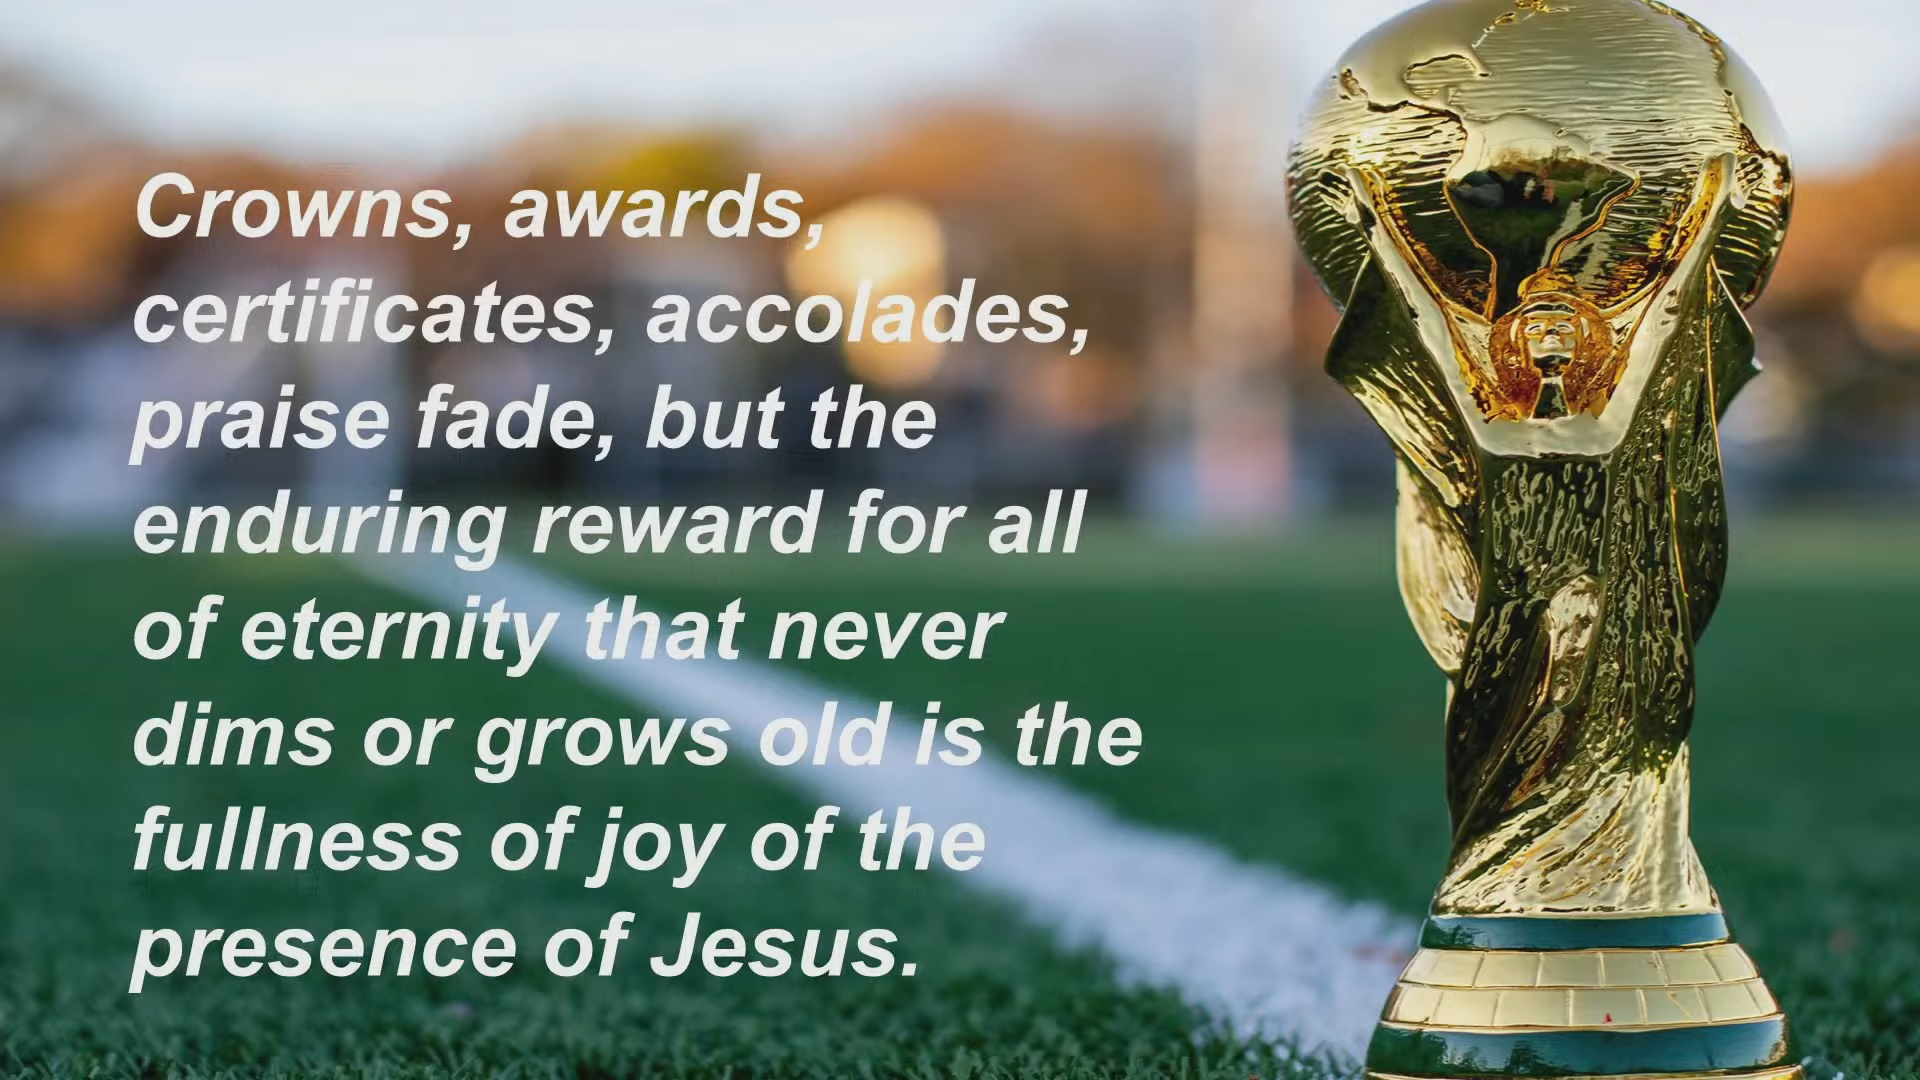 Crowns, awards,
certificates, accolades,
praise fade, but the
enduring reward for all
of eternity that never
dims or grows old is the
fullness of joy of the
presence of Jesus.